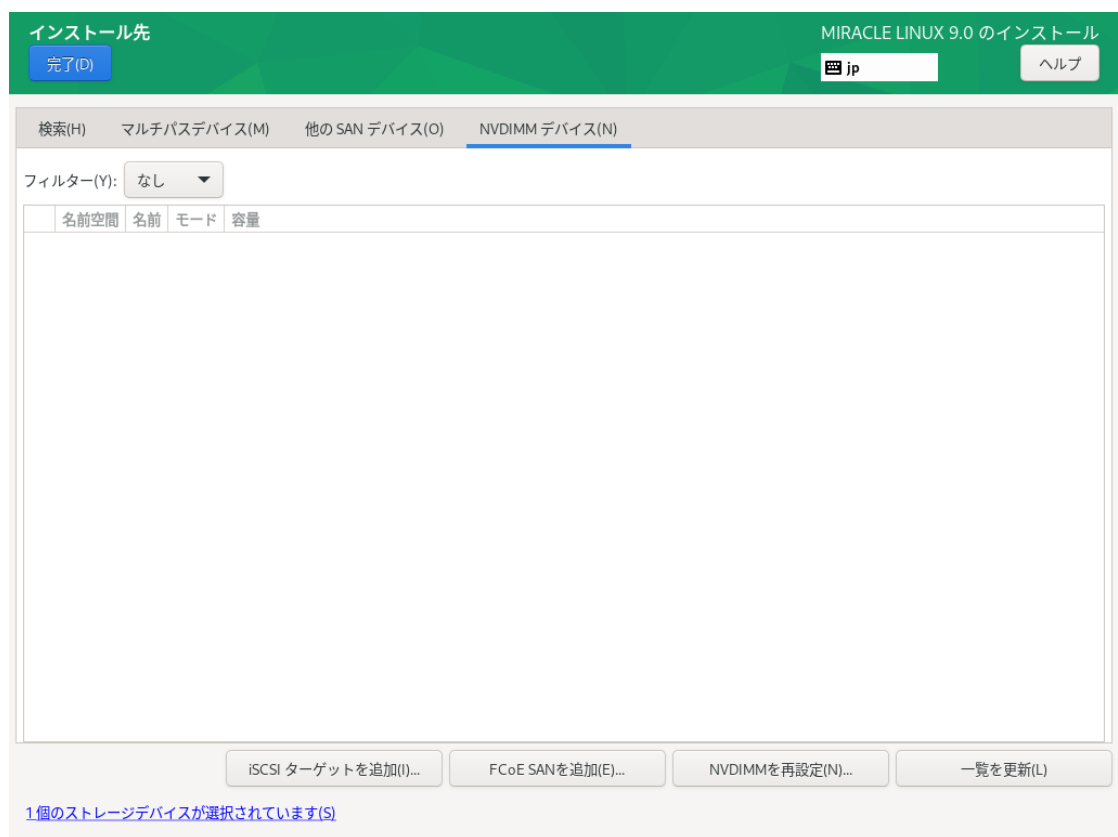 インストール先
MIRACLE LINUX 9.0 のインストール
完了(D)
jp
ヘルプ
検索(H) マルチパスデバイス(M) 他の SAN デバイス(O) NVDIMM デバイス(N)
フィルター(Y): なし
名前空間 名前 モード 容量
iSCSI ターゲットを追加(I)... FCoE SANを追加(E)... NVDIMMを再設定(N)... 一覧を更新(L)
1 個のストレージデバイスが選択されています(S)